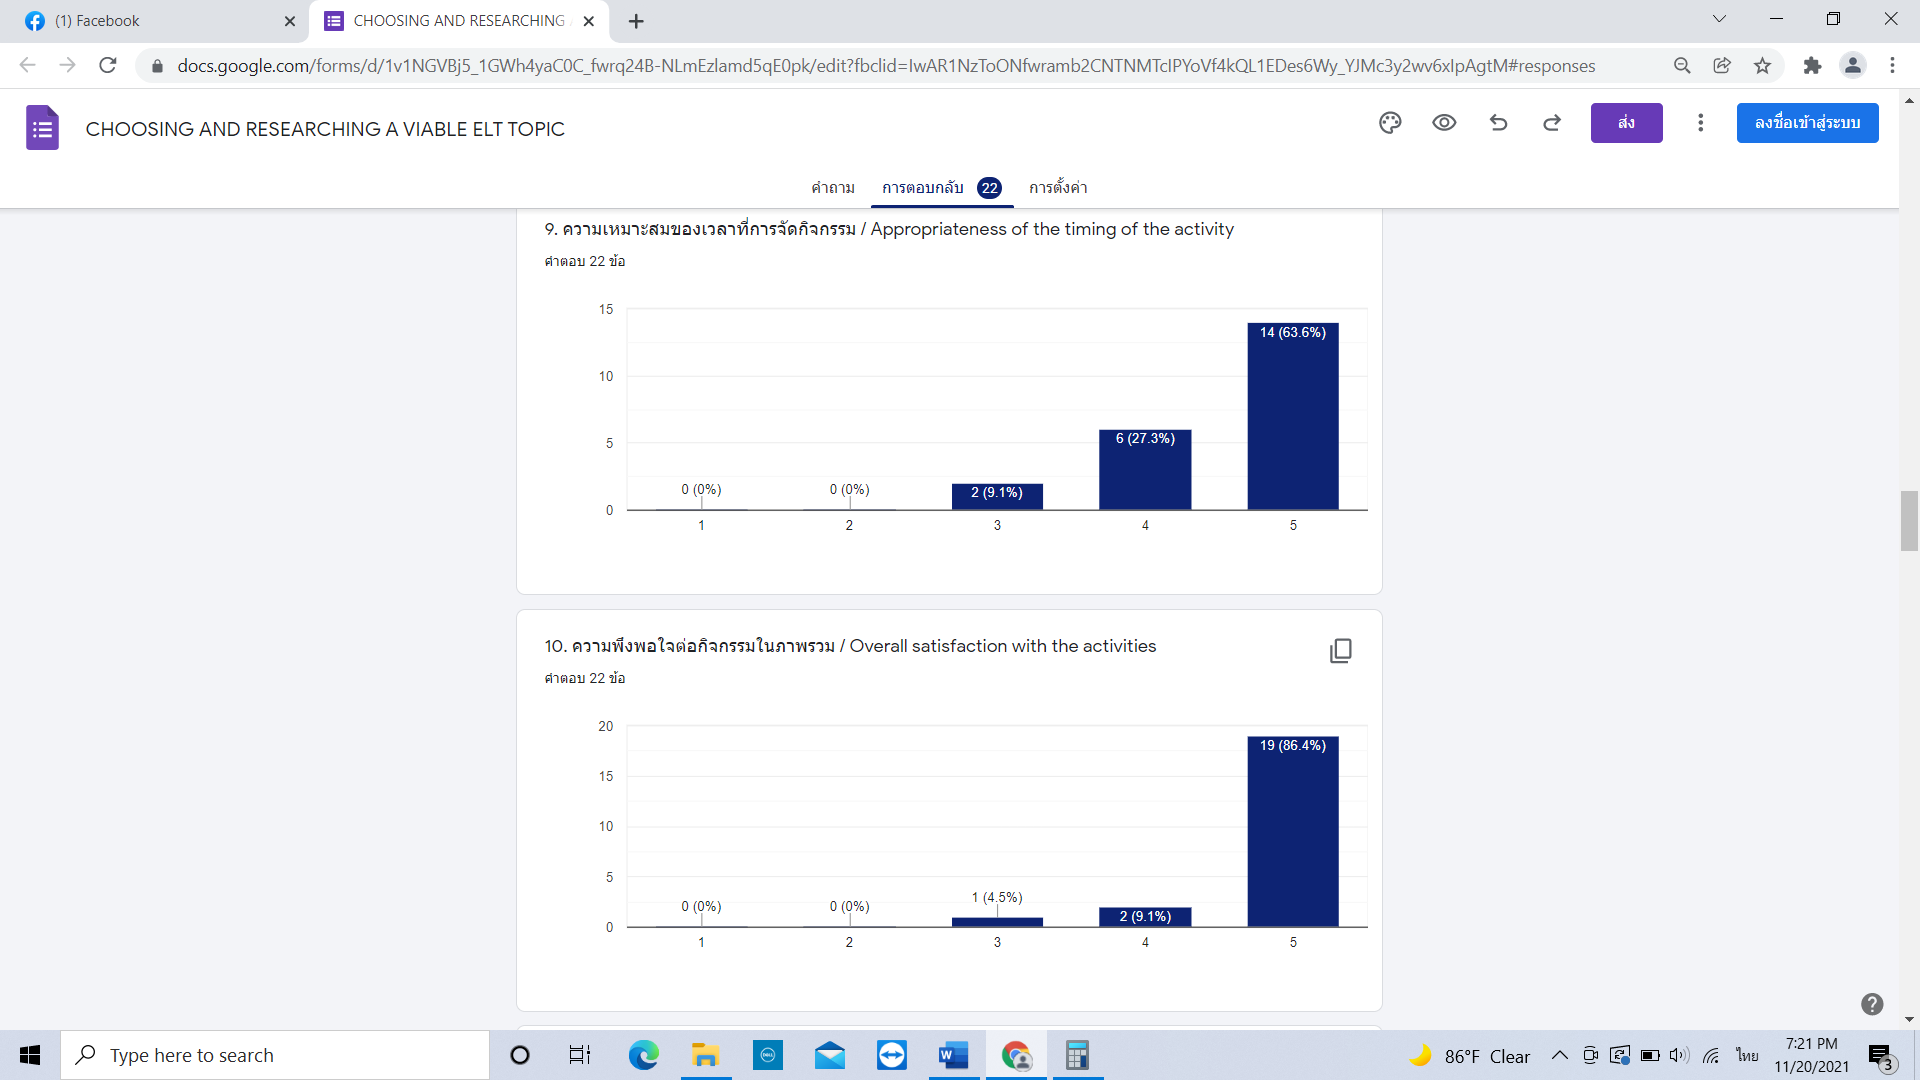 (1) Facebook
CHOOSING AND RESEARCHING
docs.google.com/forms/d/1v1NGVBj5_1GWh4yaC0C_fwrq24B-NLmEzlamd5qE0pk/edit?fbclid=IwAR1NzToONfwramb2CNTNMTcIPYoVf4kQL1EDes6Wy_YJMc3y2wv6xIpAgtM#responses
CHOOSING AND RESEARCHING A VIABLE ELT TOPIC
ส่ง
ลงชื่อเข้าสู่ระบบ
คำถาม การตอบกลับ 22 การตั้งค่า
9. ความเหมาะสมของเวลาที่การจัดกิจกรรม / Appropriateness of the timing of the activity
คำตอบ 22 ข้อ
15
14 (63.6%)
10
5
6 (27.3%)
0 (0%) 0 (0%) 2 (9.1%)
0
1 2 3 4 5
10. ความพึงพอใจต่อกิจกรรมในภาพรวม / Overall satisfaction with the activities
คำตอบ 22 ข้อ
20
19 (86.4%)
15
10
5
0 (0%) 0 (0%) 1 (4.5%) 2 (9.1%)
0
1 2 3 4 5
Type here to search
DELL
W
86°F Clear
ไทย
7:21 PM
11/20/2021
3